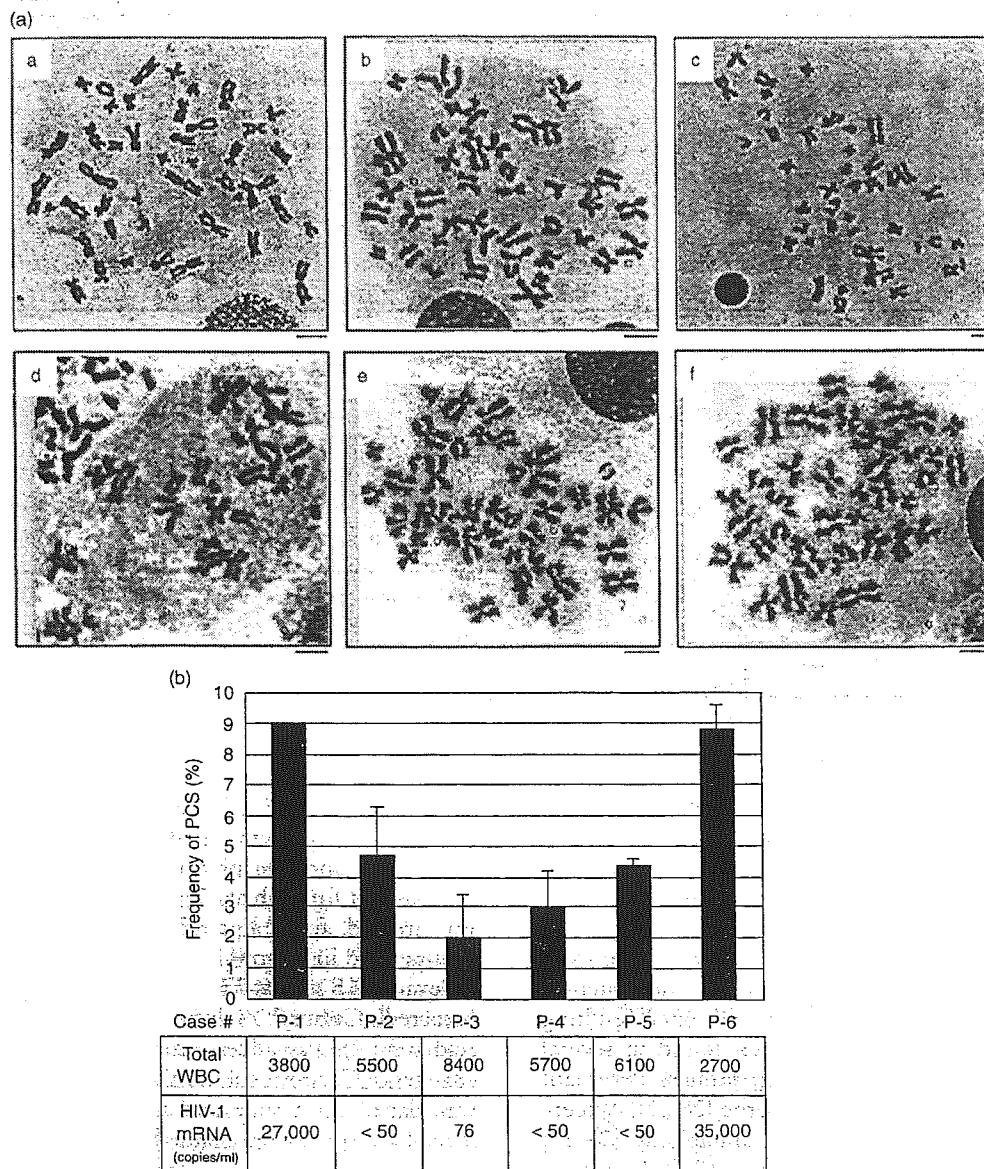 (a)
a
b
c
d
e
f
(b)
Frequency of PCS (%)
10
9
8
7
6
5
4
3
2
1
0
Case # P-1 P-2 P-3 P-4 P-5 P-6
Total WBC 3800 5500 8400 5700 6100 2700
HIV-1 mRNA (copies/ml) 27,000 < 50 76 < 50 < 50 35,000